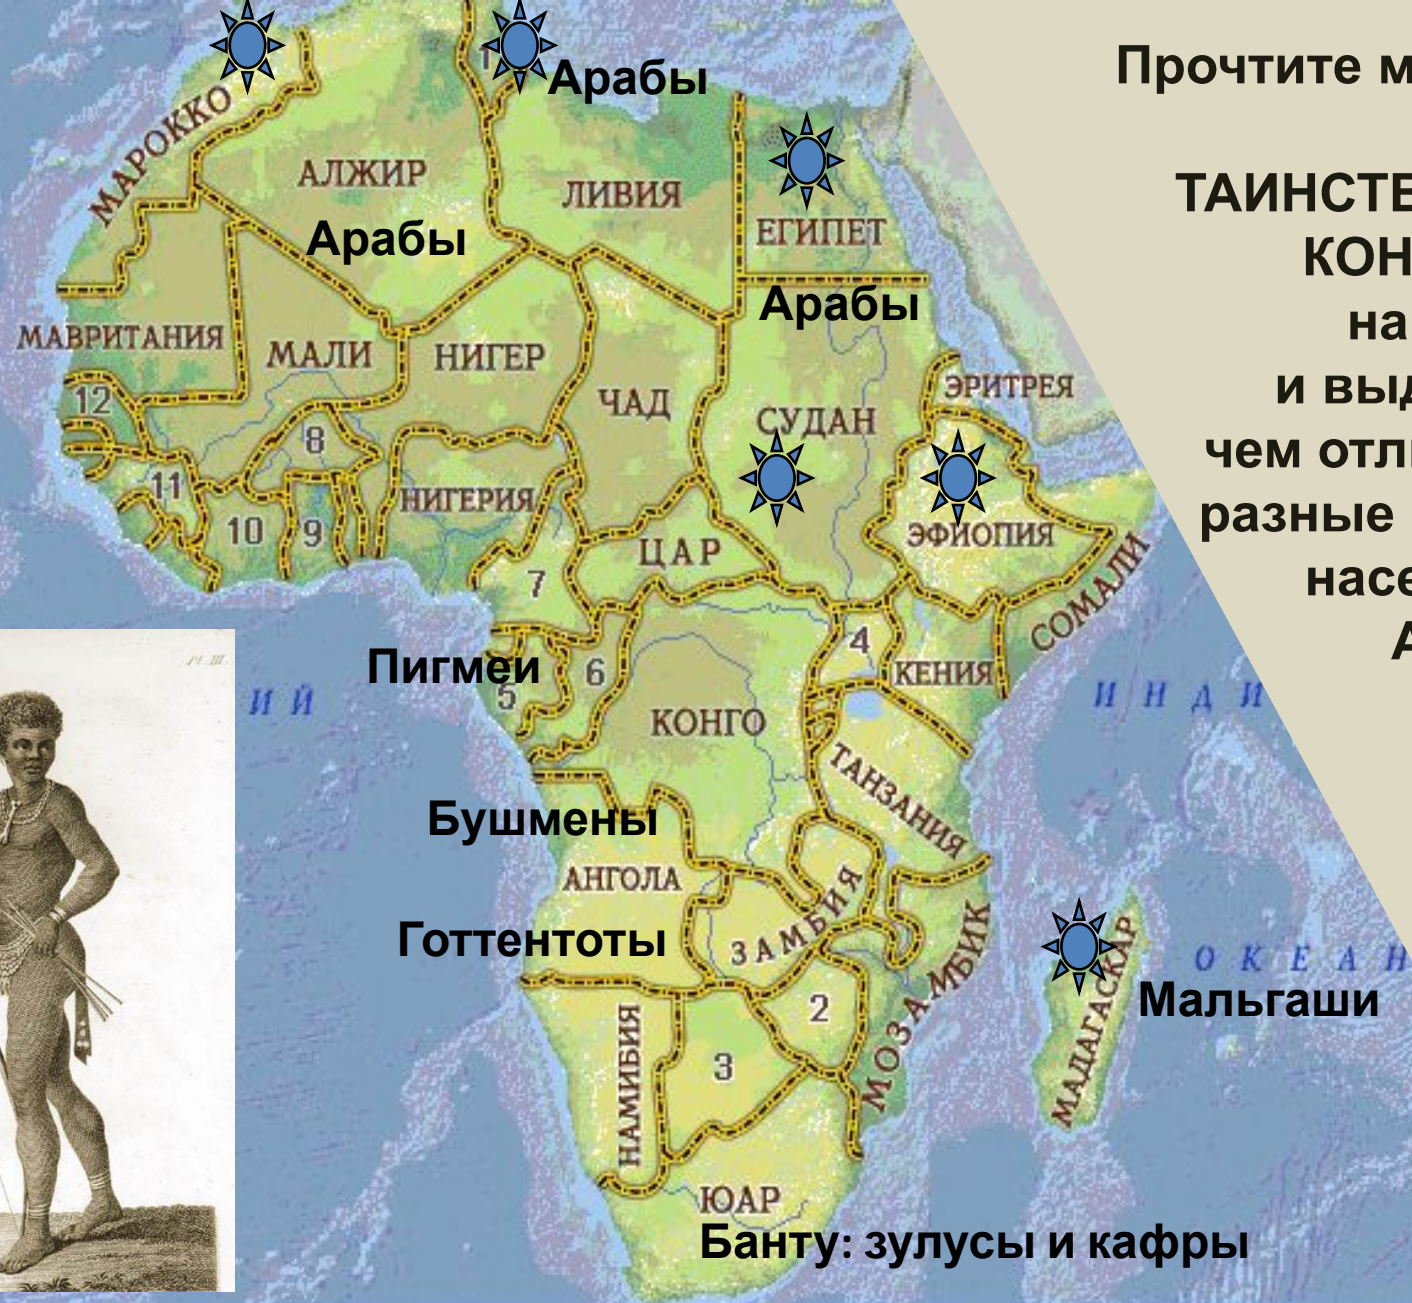 Прочтите м
ТАИНСТВ
КОН
на
и выд
чем отл
разные
насе
А
Арабы
МАРОККО
АЛЖИР
ЛИВИЯ
ЕГИПЕТ
Арабы
Арабы
МАВРИТАНИЯ
МАЛИ
НИГЕР
ЧАД
СУДАН
ЭРИТРЕЯ
12
8
11
10
9
НИГЕРИЯ
ЦАР
ЭФИОПИЯ
СОМАЛИ
7
Пигмеи
5
6
4
КЕНИЯ
КОНГО
ИЙ
ИНДИ
ТАНЗАНИЯ
Бушмены
АНГОЛА
ЗАМБИЯ
Готтентоты
МОЗАМБИК
ОКЕАН
МАДАГАСКАР
Мальгаши
НАМИБИЯ
2
3
ЮАР
Банту: зулусы и кафры